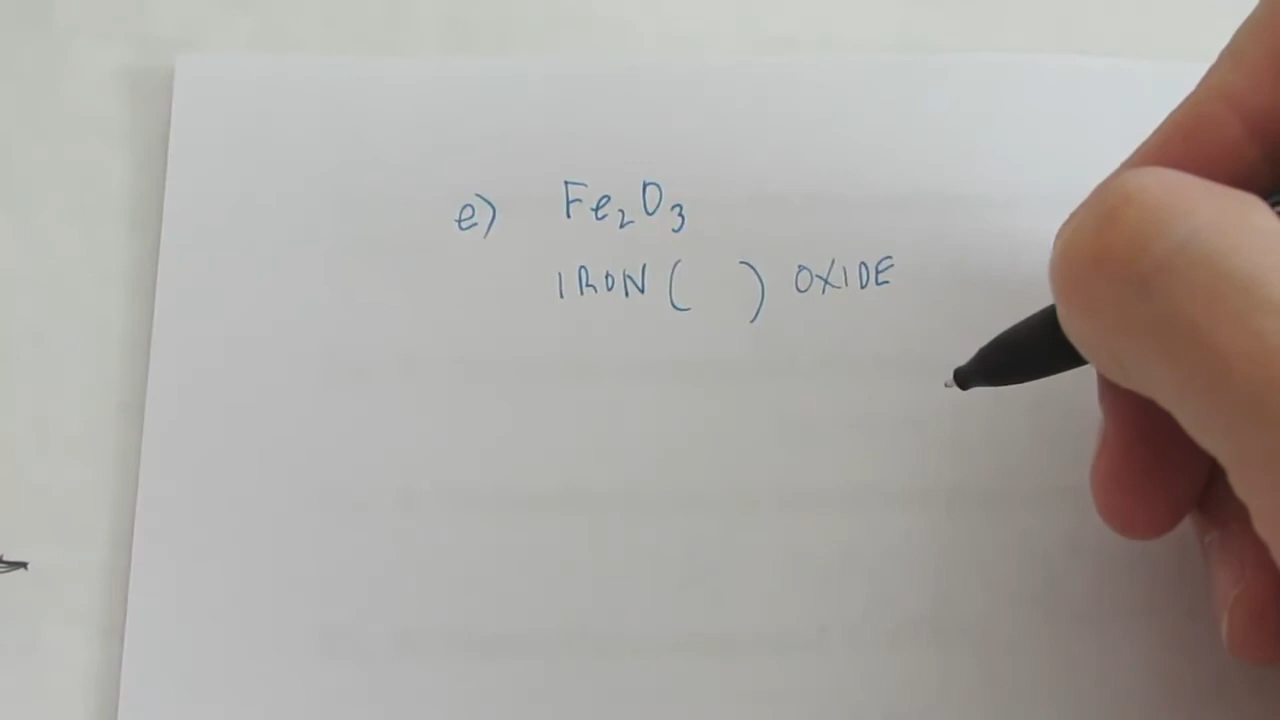 e) Fe₂O₃
IRON ( ) OXIDE